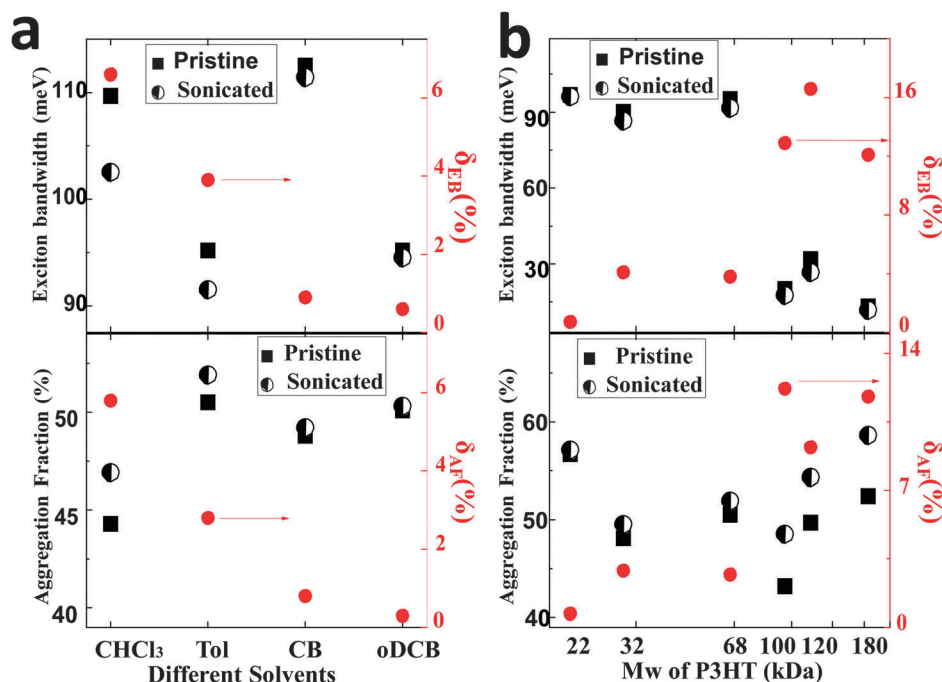 a
Pristine
Sonicated
110
100
90
Exciton bandwidth (meV)
6
4
2
0
δEB(%)
Pristine
Sonicated
50
45
40
Aggregation Fraction (%)
6
4
2
0
δAF(%)
CHCl₃ Tol CB oDCB
Different Solvents
b
Pristine
Sonicated
90
60
30
Exciton bandwidth (meV)
16
8
0
δEB(%)
Pristine
Sonicated
60
50
40
Aggregation Fraction (%)
14
7
0
δAF(%)
22 32 68 100 120 180
Mw of P3HT (kDa)